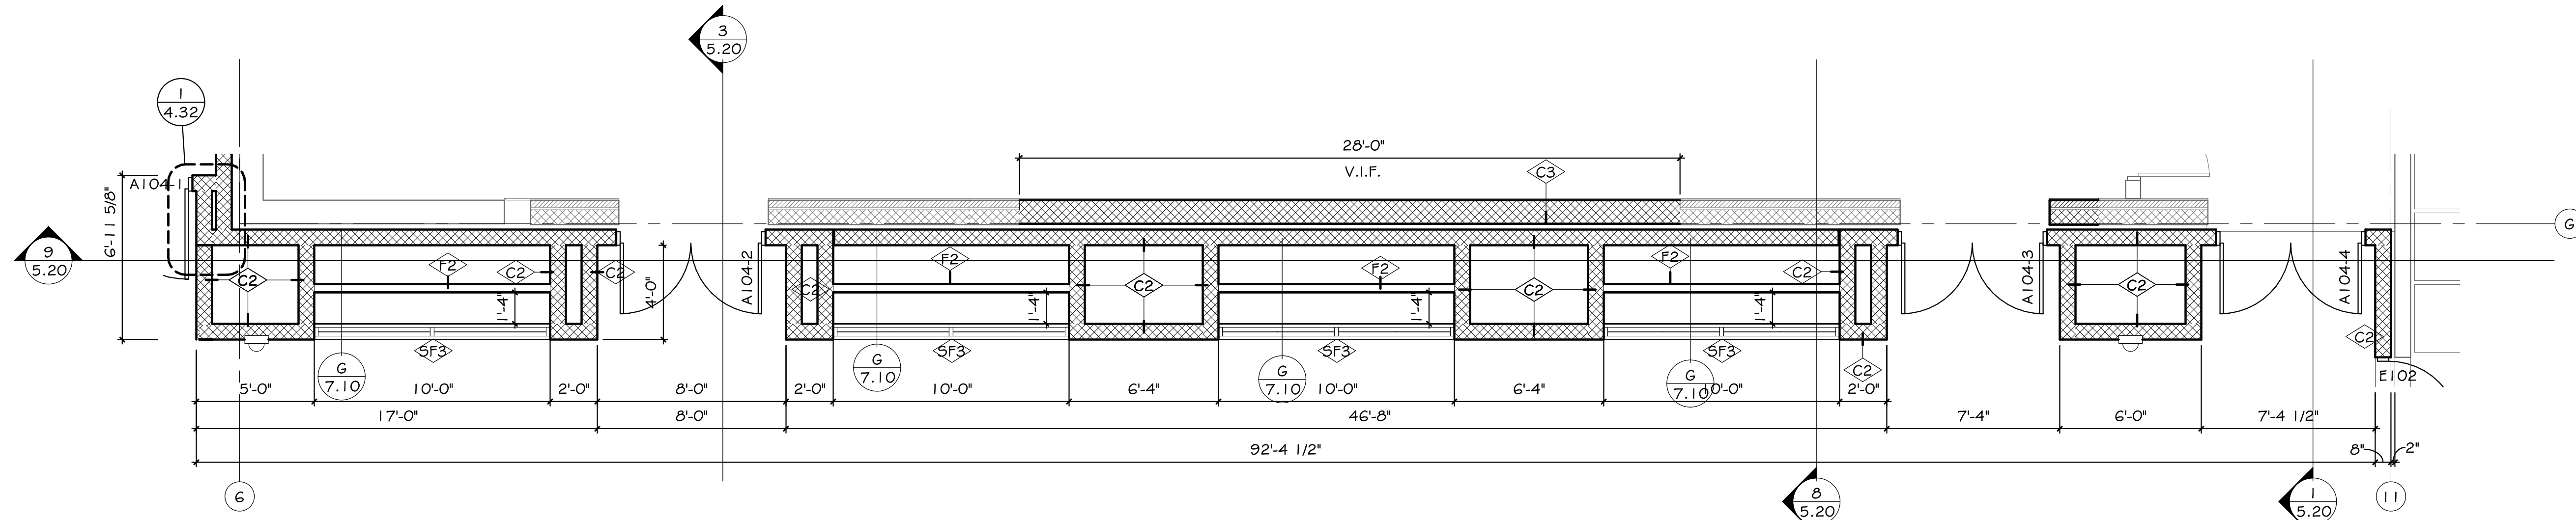 3
5.20
1
4.32
28'-0"
V.I.F.
C3
A104-1
6'-11 5/8"
G
9
5.20
C2
F2
C2
C2
4'-0"
A104-2
C2
F2
C2
F2
C2
F2
C2
A104-3
C2
A104-4
C2
1'-4"
1'-4"
1'-4"
1'-4"
SF3
SF3
SF3
SF3
G
7.10
G
7.10
G
7.10
G
7.10
C2
E102
5'-0"
10'-0"
2'-0"
8'-0"
2'-0"
10'-0"
6'-4"
10'-0"
6'-4"
10'-0"
2'-0"
17'-0"
8'-0"
46'-8"
7'-4"
6'-0"
7'-4 1/2"
92'-4 1/2"
8"
2"
6
8
5.20
1
5.20
11